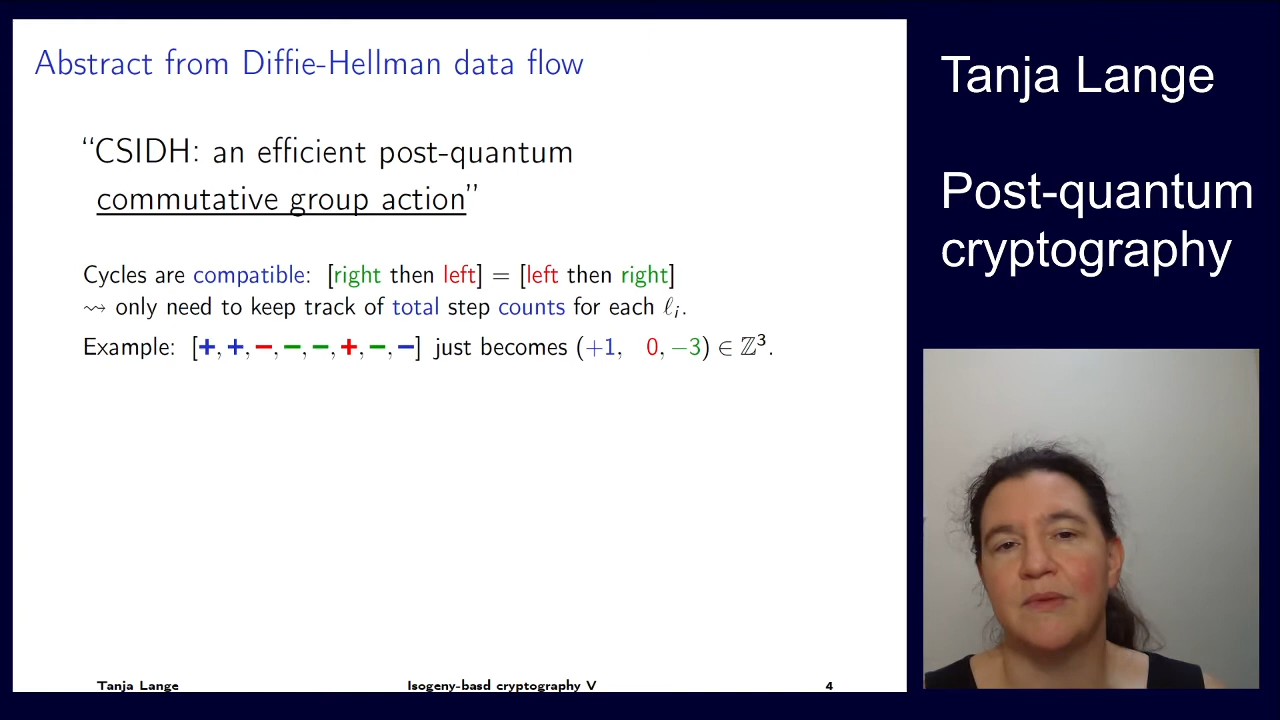 Abstract from Diffie-Hellman data flow
“CSIDH: an efficient post-quantum
commutative group action”
Cycles are compatible: [right then left] = [left then right]
⇝ only need to keep track of total step counts for each ℓᵢ.
Example: [+, +, −, −, −, +, −, −] just becomes (+1, 0, −3) ∈ ℤ³.
Tanja Lange Isogeny-basd cryptography V 4
Tanja Lange
Post-quantum
cryptography